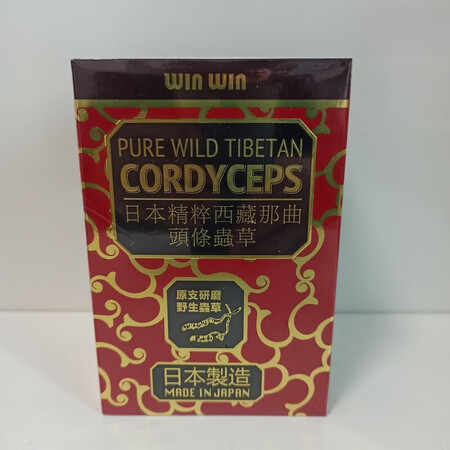 WIN WIN
PURE WILD TIBETAN
CORDYCEPS
日本精粹西藏那曲
頭條蟲草
原支研磨
野生蟲草
日本製造
MADE IN JAPAN